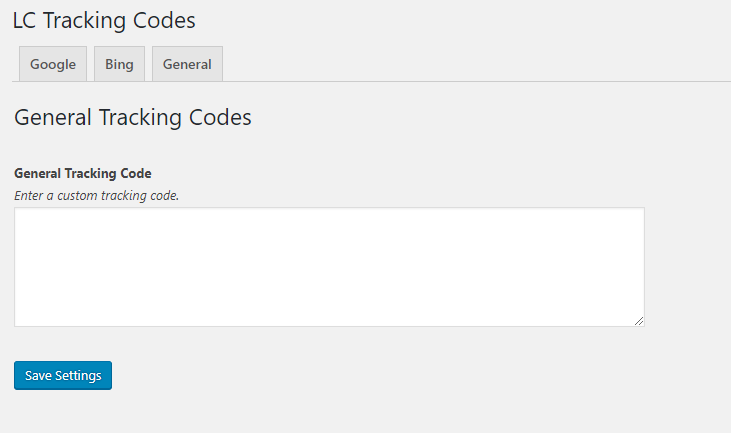 LC Tracking Codes
Google Bing General
General Tracking Codes
General Tracking Code
Enter a custom tracking code.
Save Settings